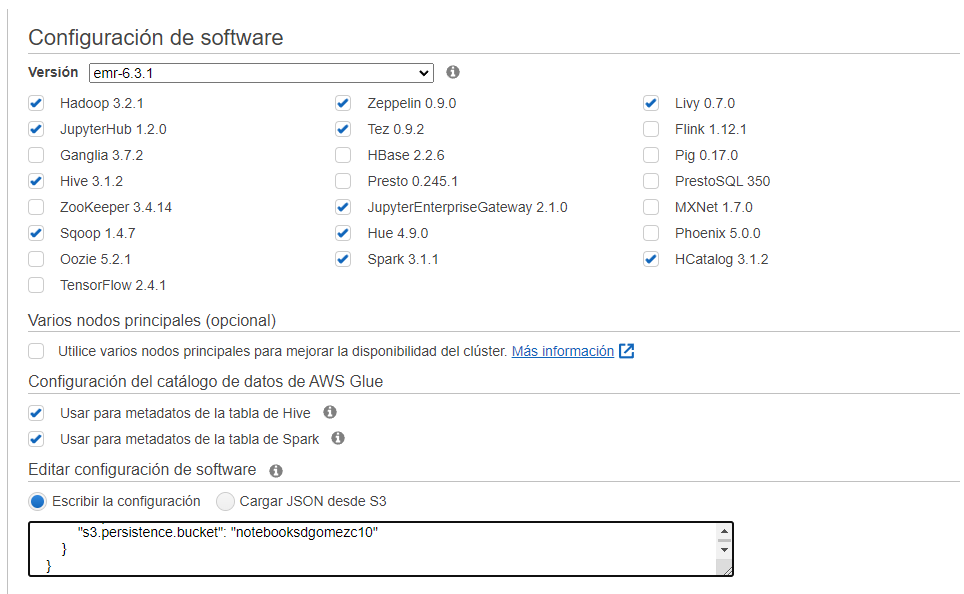 Configuración de software
Versión emr-6.3.1
Hadoop 3.2.1 Zeppelin 0.9.0 Livy 0.7.0
JupyterHub 1.2.0 Tez 0.9.2 Flink 1.12.1
Ganglia 3.7.2 HBase 2.2.6 Pig 0.17.0
Hive 3.1.2 Presto 0.245.1 PrestoSQL 350
ZooKeeper 3.4.14 JupyterEnterpriseGateway 2.1.0 MXNet 1.7.0
Sqoop 1.4.7 Hue 4.9.0 Phoenix 5.0.0
Oozie 5.2.1 Spark 3.1.1 HCatalog 3.1.2
TensorFlow 2.4.1
Varios nodos principales (opcional)
Utilice varios nodos principales para mejorar la disponibilidad del clúster. Más información
Configuración del catálogo de datos de AWS Glue
Usar para metadatos de la tabla de Hive
Usar para metadatos de la tabla de Spark
Editar configuración de software
Escribir la configuración Cargar JSON desde S3
"s3.persistence.bucket": "notebooksdgomezc10"
}
}